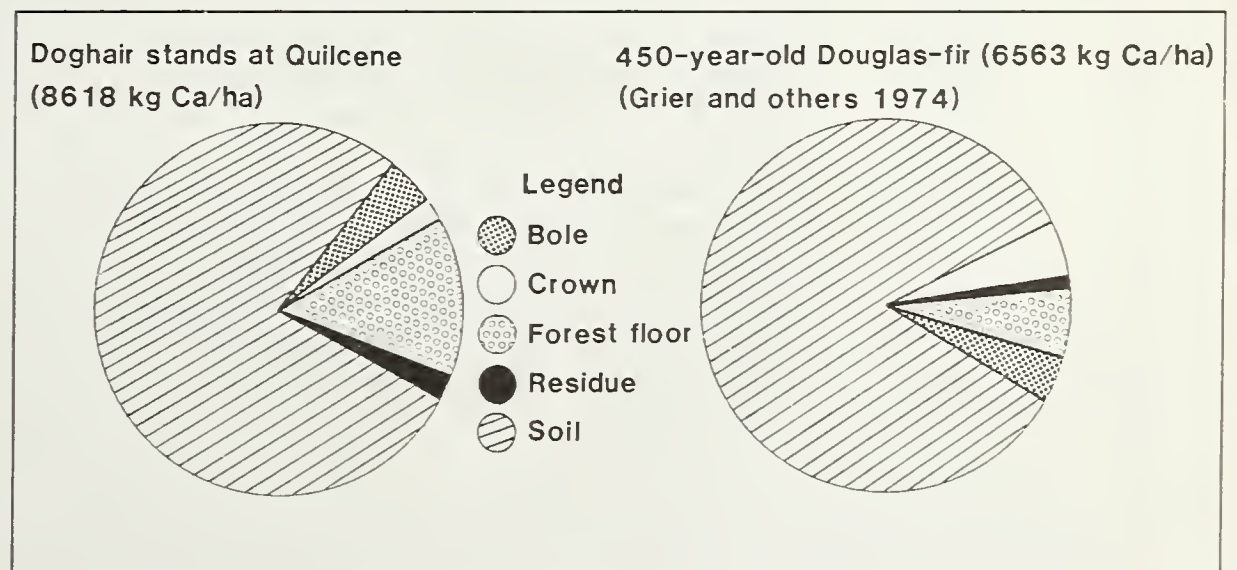 Doghair stands at Quilcene
(8618 kg Ca/ha)
450-year-old Douglas-fir (6563 kg Ca/ha)
(Grier and others 1974)
Legend
Bole
Crown
Forest floor
Residue
Soil